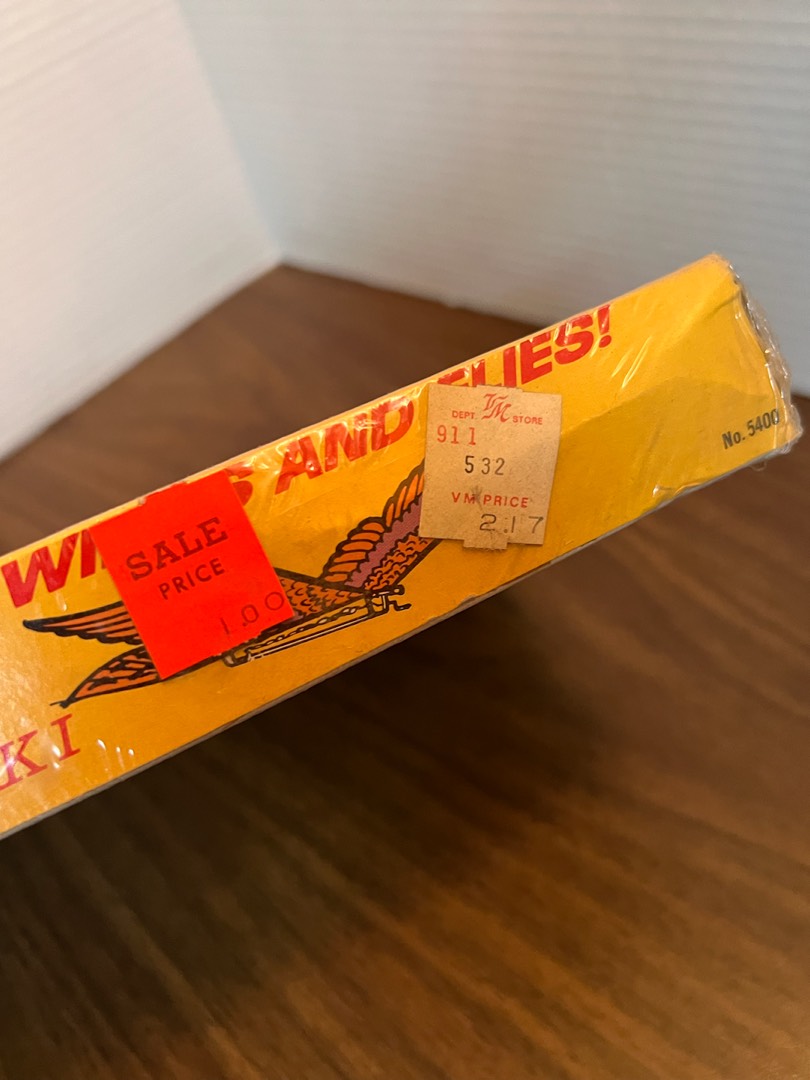 AND FLIES!
SALE
PRICE
1.00
DEPT. VM STORE
911
532
VM PRICE
2.17
No. 5400
KI